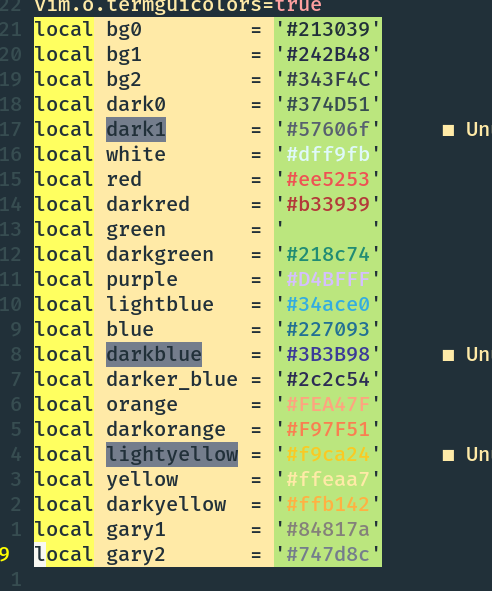 22 vim.o.termguicolors=true
21 local bg0         = '#213039'
20 local bg1         = '#242B48'
19 local bg2         = '#343F4C'
18 local dark0       = '#374D51'
17 local dark1       = '#57606f'     ■ Un
16 local white       = '#dff9fb'
15 local red         = '#ee5253'
14 local darkred     = '#b33939'
13 local green       = '       '
12 local darkgreen   = '#218c74'
11 local purple      = '#D4BFFF'
10 local lightblue   = '#34ace0'
9 local blue        = '#227093'
8 local darkblue    = '#3B3B98'     ■ Un
7 local darker_blue = '#2c2c54'
6 local orange      = '#FEA47F'
5 local darkorange  = '#F97F51'
4 local lightyellow = '#f9ca24'     ■ Un
3 local yellow      = '#ffeaa7'
2 local darkyellow  = '#ffb142'
1 local gary1       = '#84817a'
9 local gary2       = '#747d8c'
1